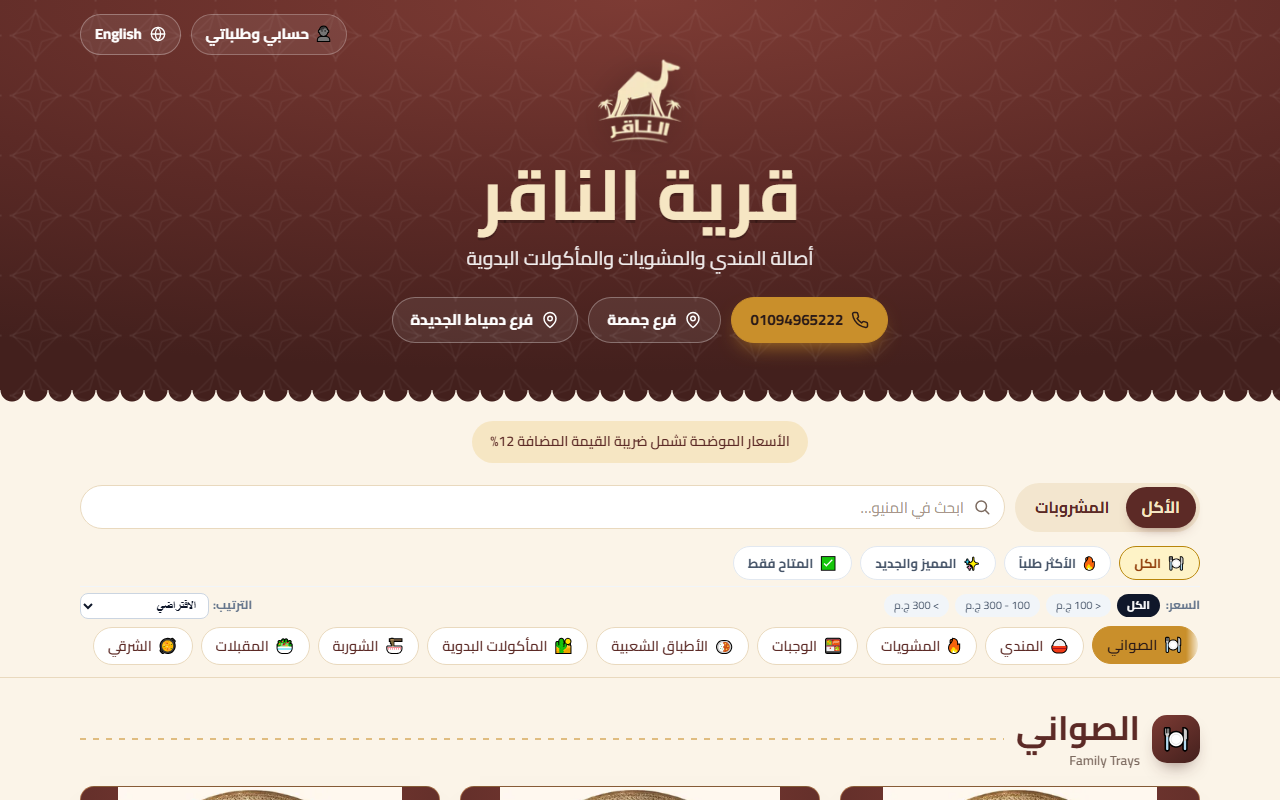 حسابي وطلباتي
English
الناقر
قرية الناقر
أصالة المندي والمشويات والمأكولات البدوية
01094965222
فرع جمصة
فرع دمياط الجديدة
الأسعار الموضحة تشمل ضريبة القيمة المضافة 12%
الأكل
المشروبات
ابحث في المنيو...
الكل
الأكثر طلباً
المميز والجديد
المتاح فقط
السعر:
الكل
< 100 ج.م
100 - 300 ج.م
> 300 ج.م
الترتيب:
الافتراضي
الصواني
المندي
المشويات
الوجبات
الأطباق الشعبية
المأكولات البدوية
الشوربة
المقبلات
الشرقي
الصواني
Family Trays